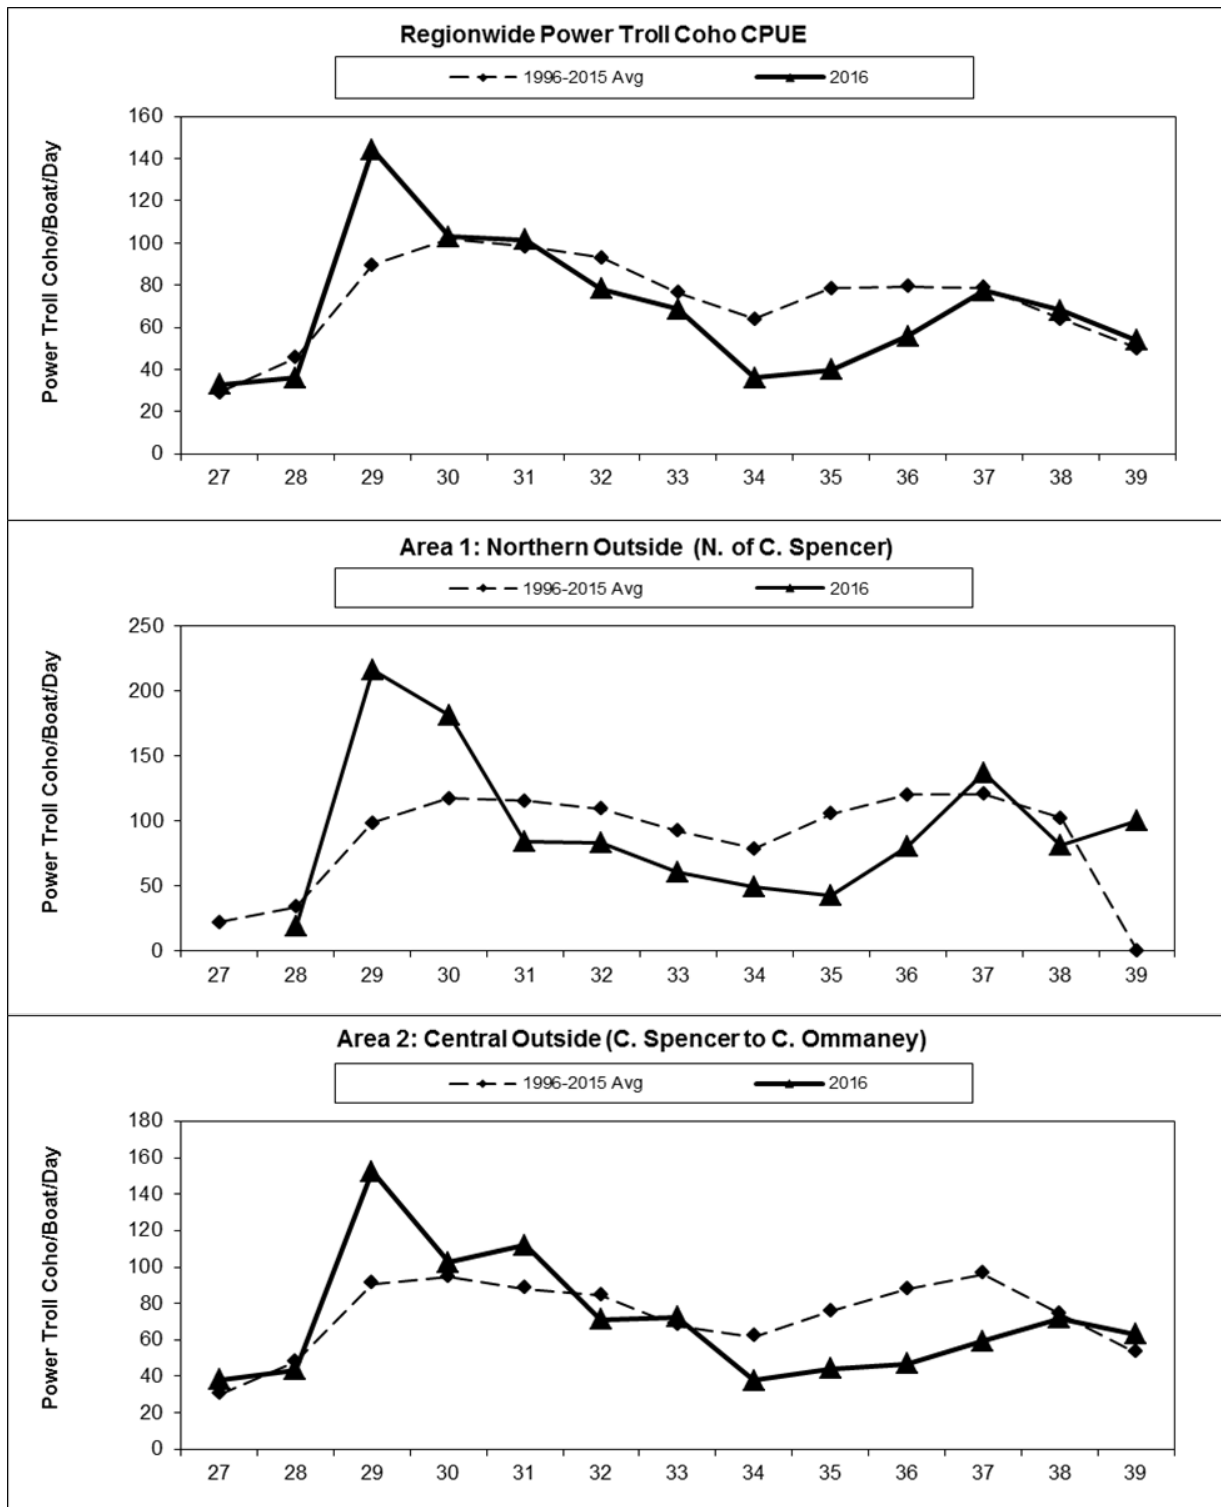 Regionwide Power Troll Coho CPUE
1996-2015 Avg 2016
Power Troll Coho/Boat/Day
160
140
120
100
80
60
40
20
0
27 28 29 30 31 32 33 34 35 36 37 38 39
Area 1: Northern Outside (N. of C. Spencer)
1996-2015 Avg 2016
Power Troll Coho/Boat/Day
250
200
150
100
50
0
27 28 29 30 31 32 33 34 35 36 37 38 39
Area 2: Central Outside (C. Spencer to C. Ommaney)
1996-2015 Avg 2016
Power Troll Coho/Boat/Day
180
160
140
120
100
80
60
40
20
0
27 28 29 30 31 32 33 34 35 36 37 38 39